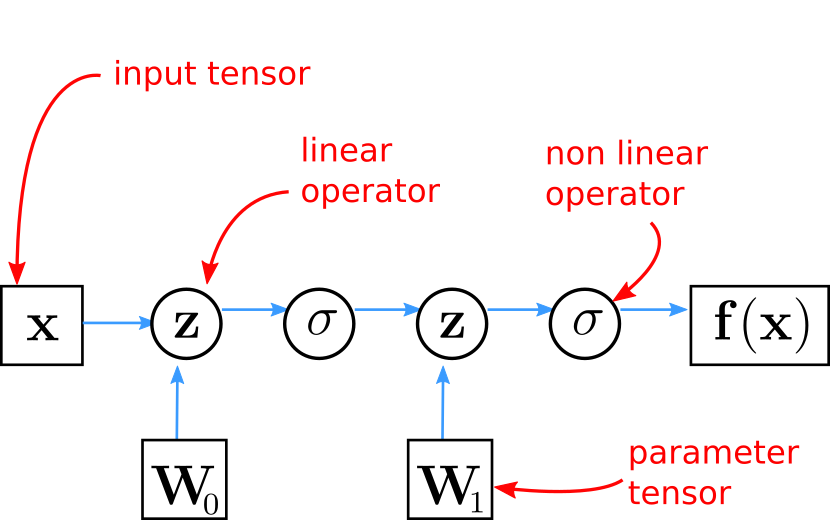 input tensor
linear
operator
non linear
operator
x
z
σ
z
σ
f(x)
W₀
W₁
parameter
tensor